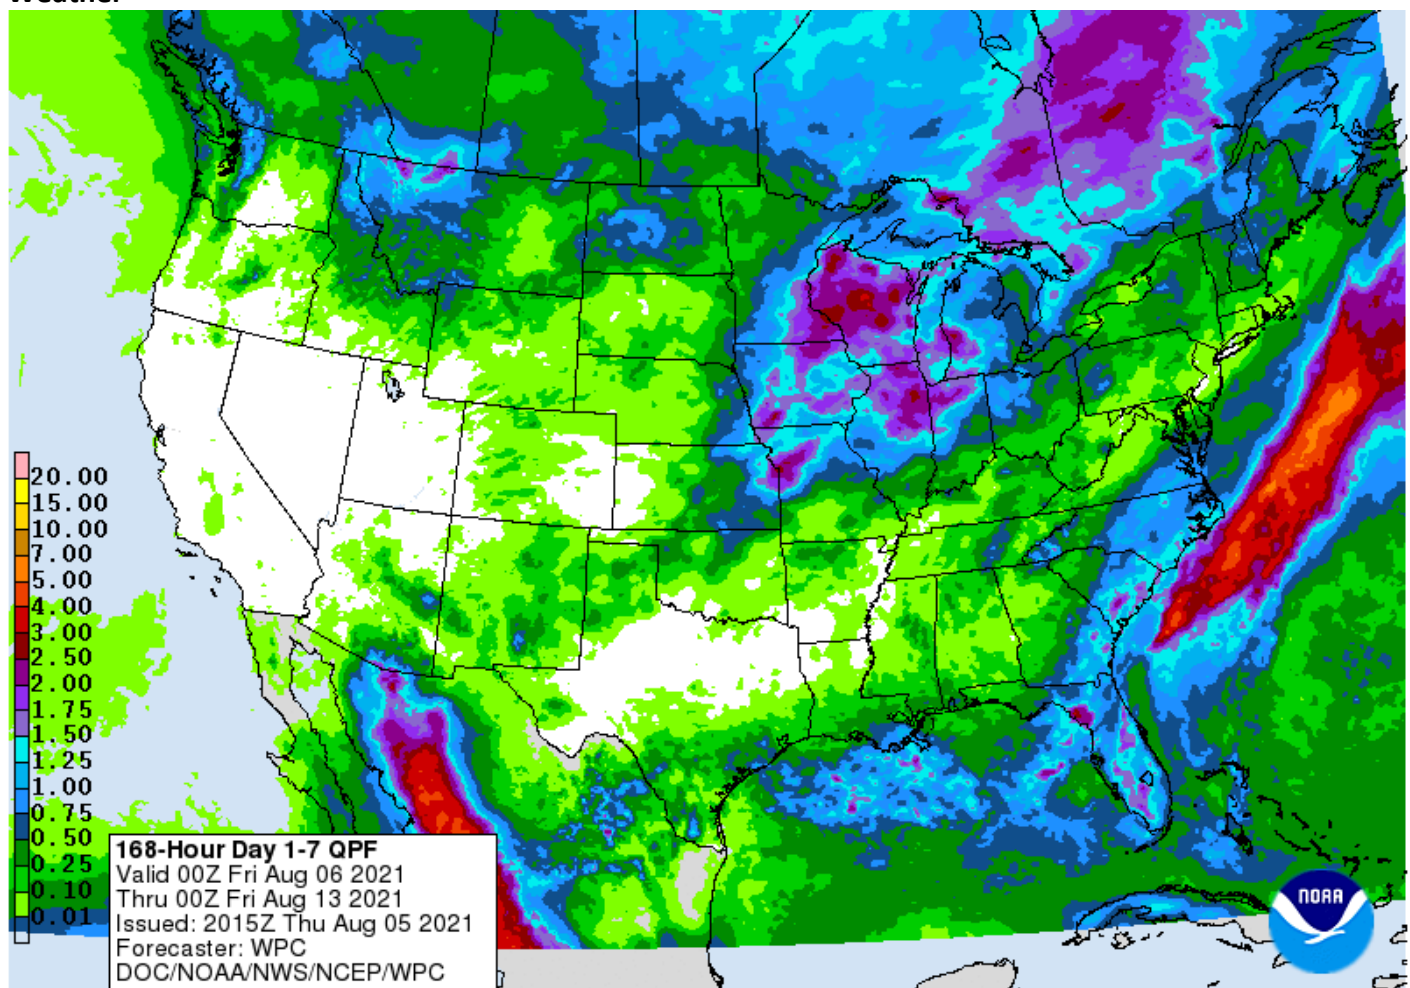 Weather
20.00
15.00
10.00
7.00
5.00
4.00
3.00
2.50
2.00
1.75
1.50
1.25
1.00
0.75
0.50
0.25
0.10
0.01
168-Hour Day 1-7 QPF
Valid 00Z Fri Aug 06 2021
Thru 00Z Fri Aug 13 2021
Issued: 2015Z Thu Aug 05 2021
Forecaster: WPC
DOC/NOAA/NWS/NCEP/WPC
NOAA